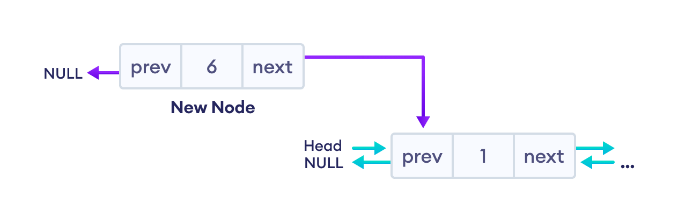 NULL prev 6 next
New Node
Head
NULL prev 1 next ...